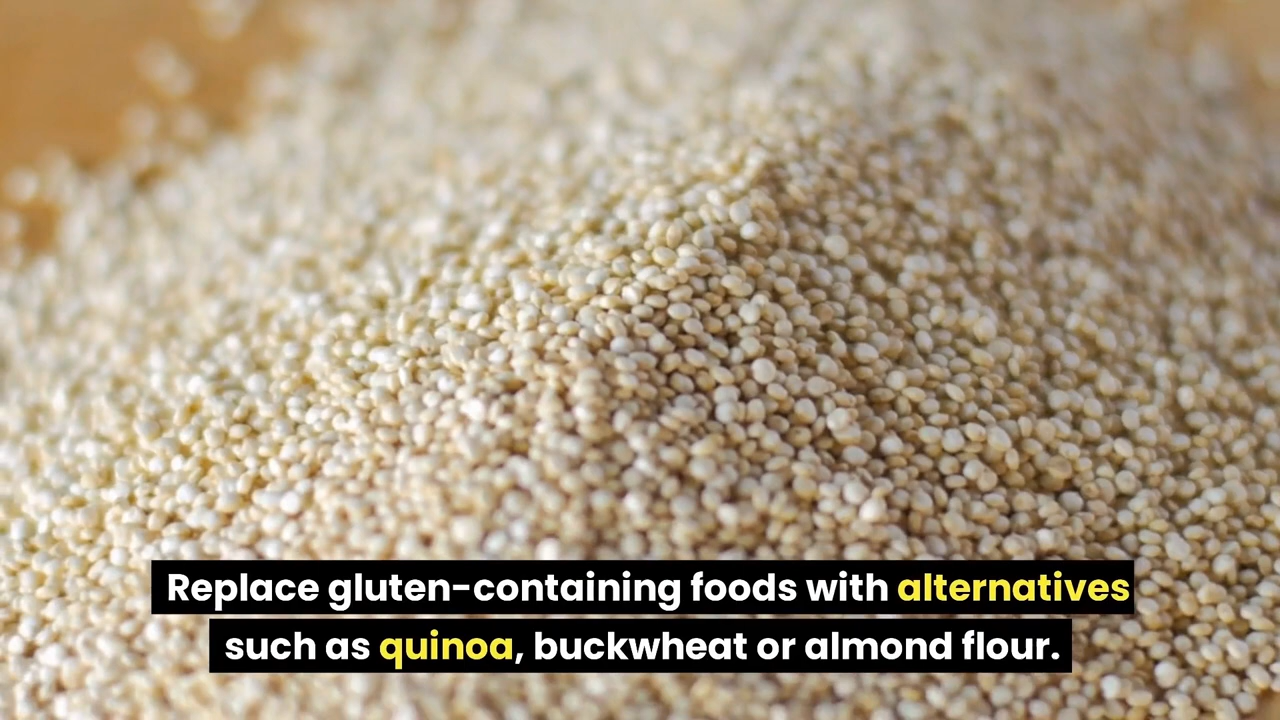 Replace gluten-containing foods with alternatives
such as quinoa, buckwheat or almond flour.